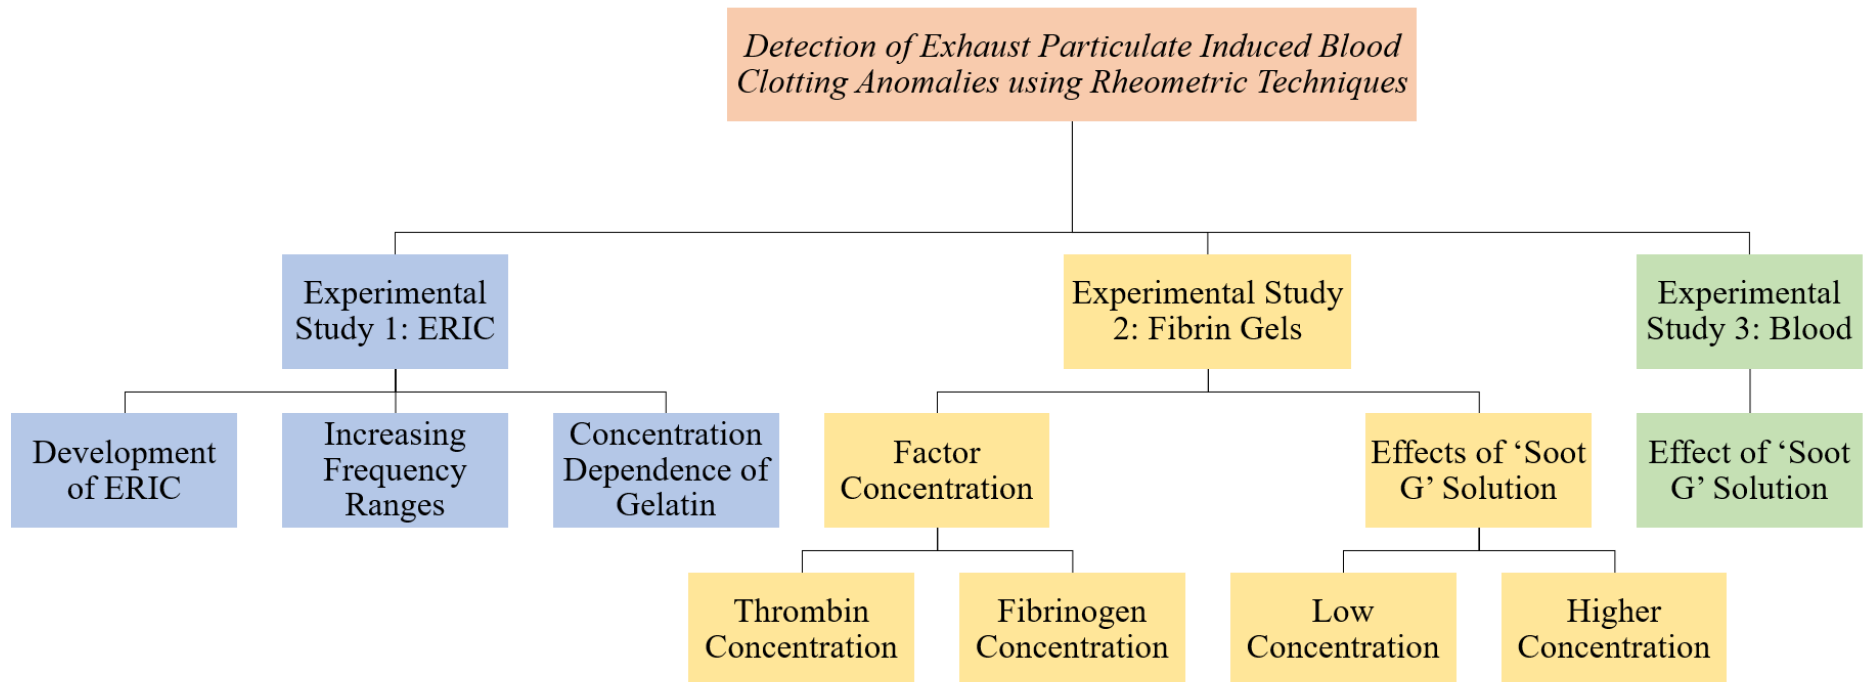 Detection of Exhaust Particulate Induced Blood
Clotting Anomalies using Rheometric Techniques
Experimental
Study 1: ERIC
Experimental Study
2: Fibrin Gels
Experimental
Study 3: Blood
Development
of ERIC
Increasing
Frequency
Ranges
Concentration
Dependence of
Gelatin
Factor
Concentration
Effects of ‘Soot
G’ Solution
Effect of ‘Soot
G’ Solution
Thrombin
Concentration
Fibrinogen
Concentration
Low
Concentration
Higher
Concentration